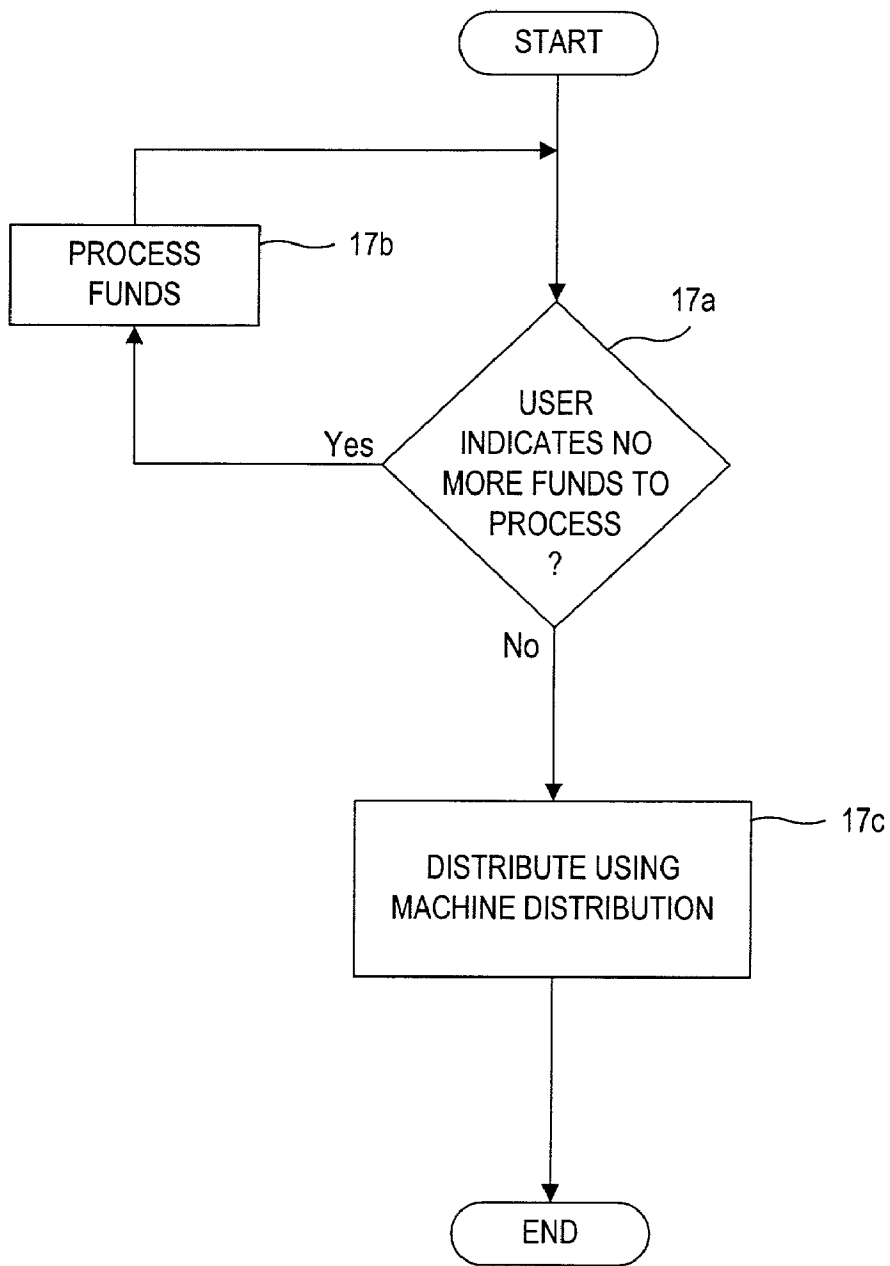 START
PROCESS
FUNDS
17b
17a
USER
INDICATES NO
MORE FUNDS TO
PROCESS
?
Yes
No
DISTRIBUTE USING
MACHINE DISTRIBUTION
17c
END